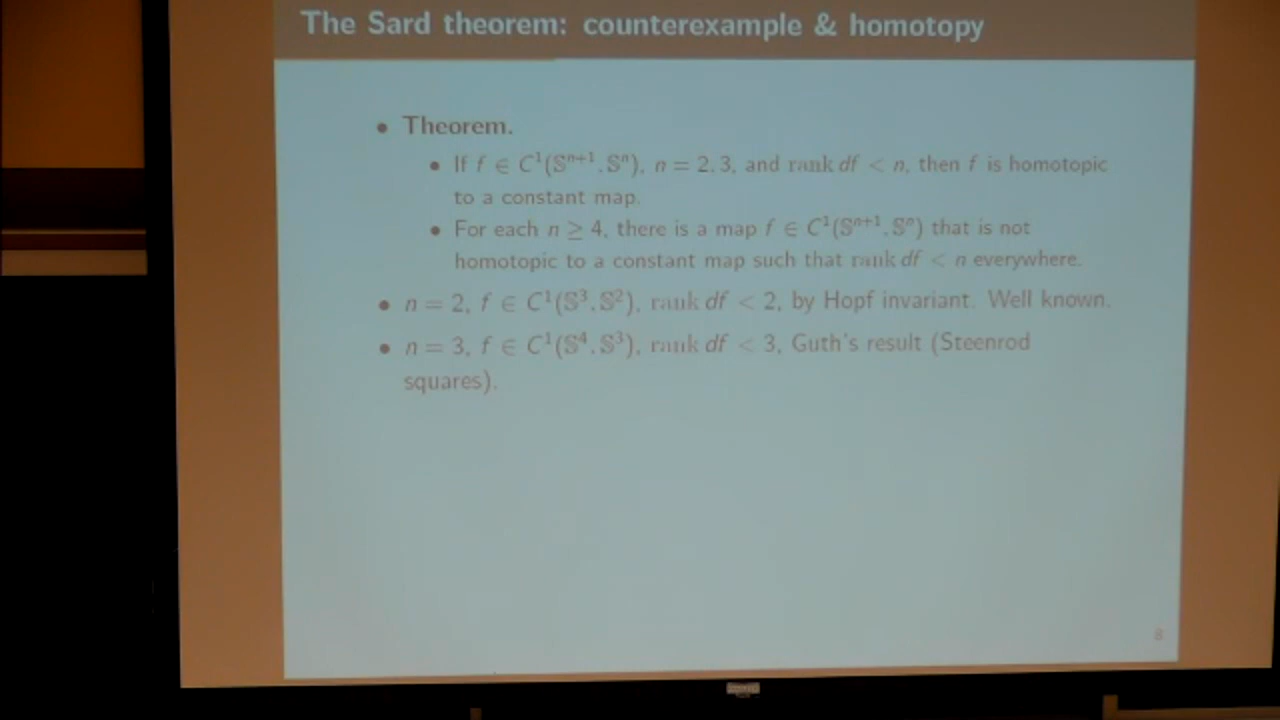 The Sard theorem: counterexample & homotopy
• Theorem.
• If f ∈ C¹(𝕊ⁿ⁺¹, 𝕊ⁿ), n = 2, 3, and rank df < n, then f is homotopic
to a constant map.
• For each n ≥ 4, there is a map f ∈ C¹(𝕊ⁿ⁺¹, 𝕊ⁿ) that is not
homotopic to a constant map such that rank df < n everywhere.
• n = 2, f ∈ C¹(𝕊³, 𝕊²), rank df < 2, by Hopf invariant. Well known.
• n = 3, f ∈ C¹(𝕊⁴, 𝕊³), rank df < 3, Guth's result (Steenrod
squares).
8